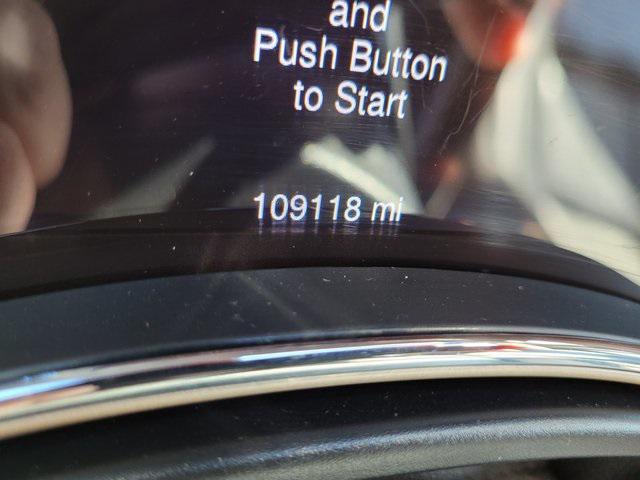 and
Push Button
to Start
109118 mi